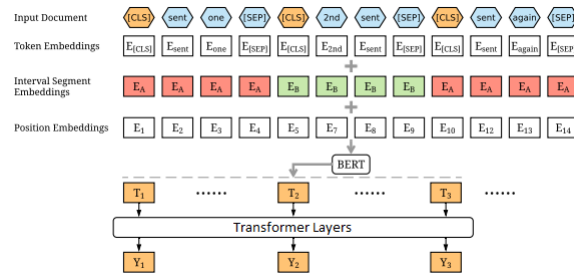 Input Document [CLS] sent one [SEP] [CLS] 2nd sent [SEP] [CLS] sent again [SEP]
Token Embeddings E[CLS] Esent Eone E[SEP] E[CLS] E2nd Esent E[SEP] E[CLS] Esent Eagain E[SEP
+
Interval Segment
Embeddings EA EA EA EA EB EB EB EB EA EA EA EA
+
Position Embeddings E1 E2 E3 E4 E5 E7 E8 E9 E10 E12 E13 E14
BERT
T1 ...... T2 ...... T3 ......
Transformer Layers
Y1 Y2 Y3